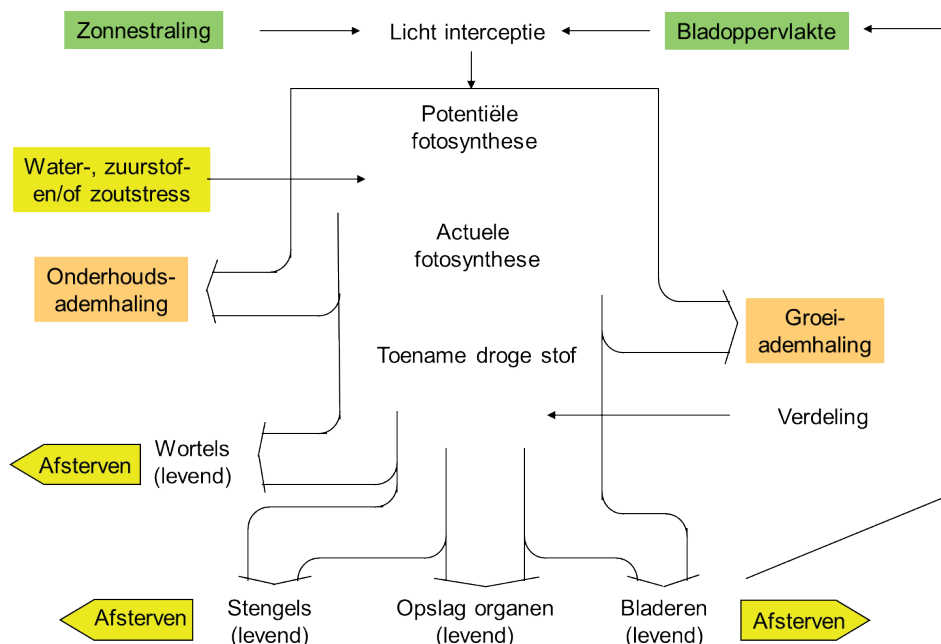 Zonnestraling
Licht interceptie
Bladoppervlakte
Potentiële
fotosynthese
Water-, zuurstof-
en/of zoutstress
Actuele
fotosynthese
Onderhouds-
ademhaling
Groei-
ademhaling
Toename droge stof
Verdeling
Afsterven
Wortels
(levend)
Afsterven
Stengels
(levend)
Opslag organen
(levend)
Bladeren
(levend)
Afsterven